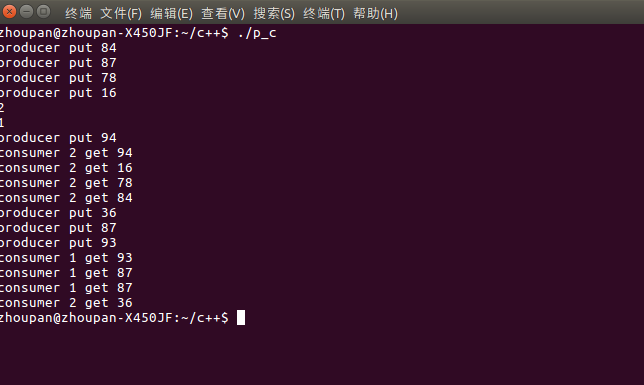 终端 文件(F) 编辑(E) 查看(V) 搜索(S) 终端(T) 帮助(H)
zhoupan@zhoupan-X450JF:~/c++$ ./p_c
producer put 84
producer put 87
producer put 78
producer put 16
2
1
producer put 94
consumer 2 get 94
consumer 2 get 16
consumer 2 get 78
consumer 2 get 84
producer put 36
producer put 87
producer put 93
consumer 1 get 93
consumer 1 get 87
consumer 1 get 87
consumer 2 get 36
zhoupan@zhoupan-X450JF:~/c++$